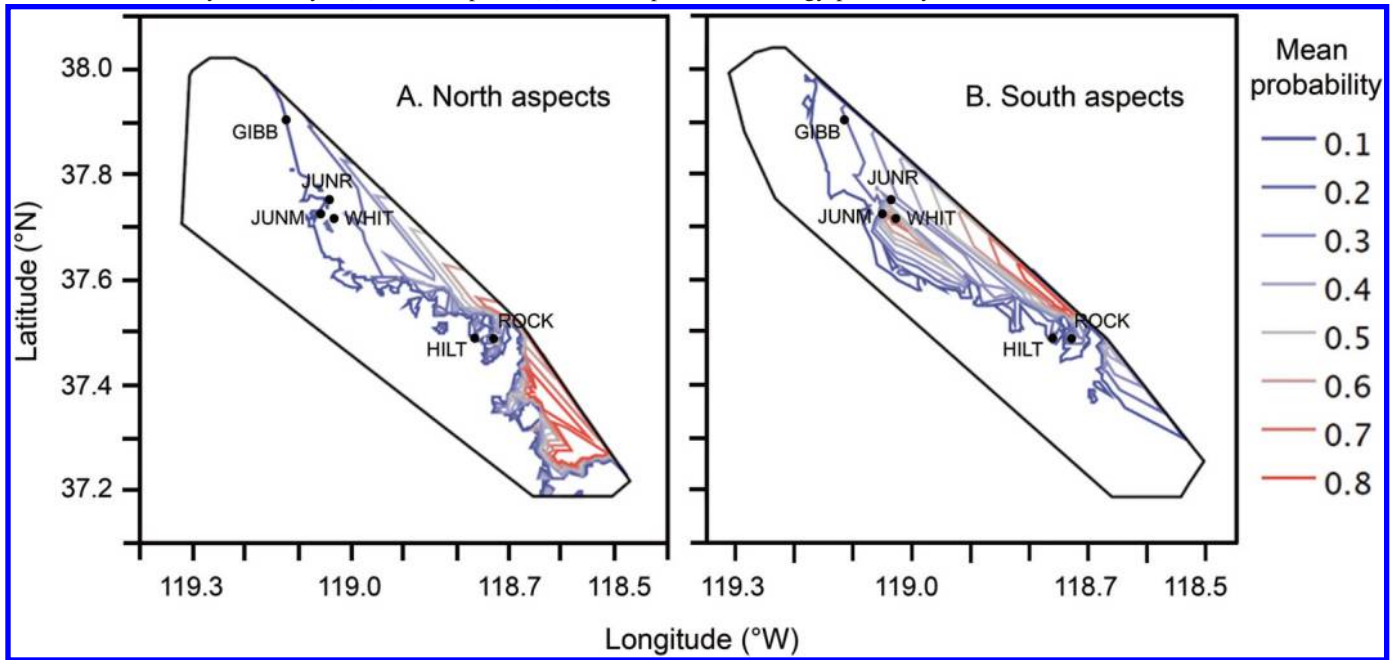 A. North aspects
B. South aspects
Mean
probability
0.1
0.2
0.3
0.4
0.5
0.6
0.7
0.8
38.0
37.8
37.6
37.4
37.2
Latitude (°N)
GIBB
JUNR
JUNM
WHIT
ROCK
HILT
GIBB
JUNR
JUNM
WHIT
ROCK
HILT
119.3
119.0
118.7
118.5
119.3
119.0
118.7
118.5
Longitude (°W)